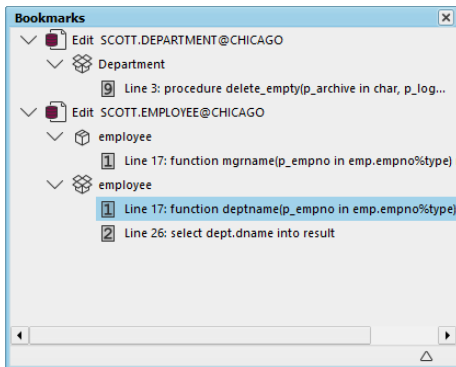 Bookmarks
Edit SCOTT.DEPARTMENT@CHICAGO
Department
9 Line 3: procedure delete_empty(p_archive in char, p_log...
Edit SCOTT.EMPLOYEE@CHICAGO
employee
1 Line 17: function mgrname(p_empno in emp.empno%type)
employee
1 Line 17: function deptname(p_empno in emp.empno%type)
2 Line 26: select dept.dname into result